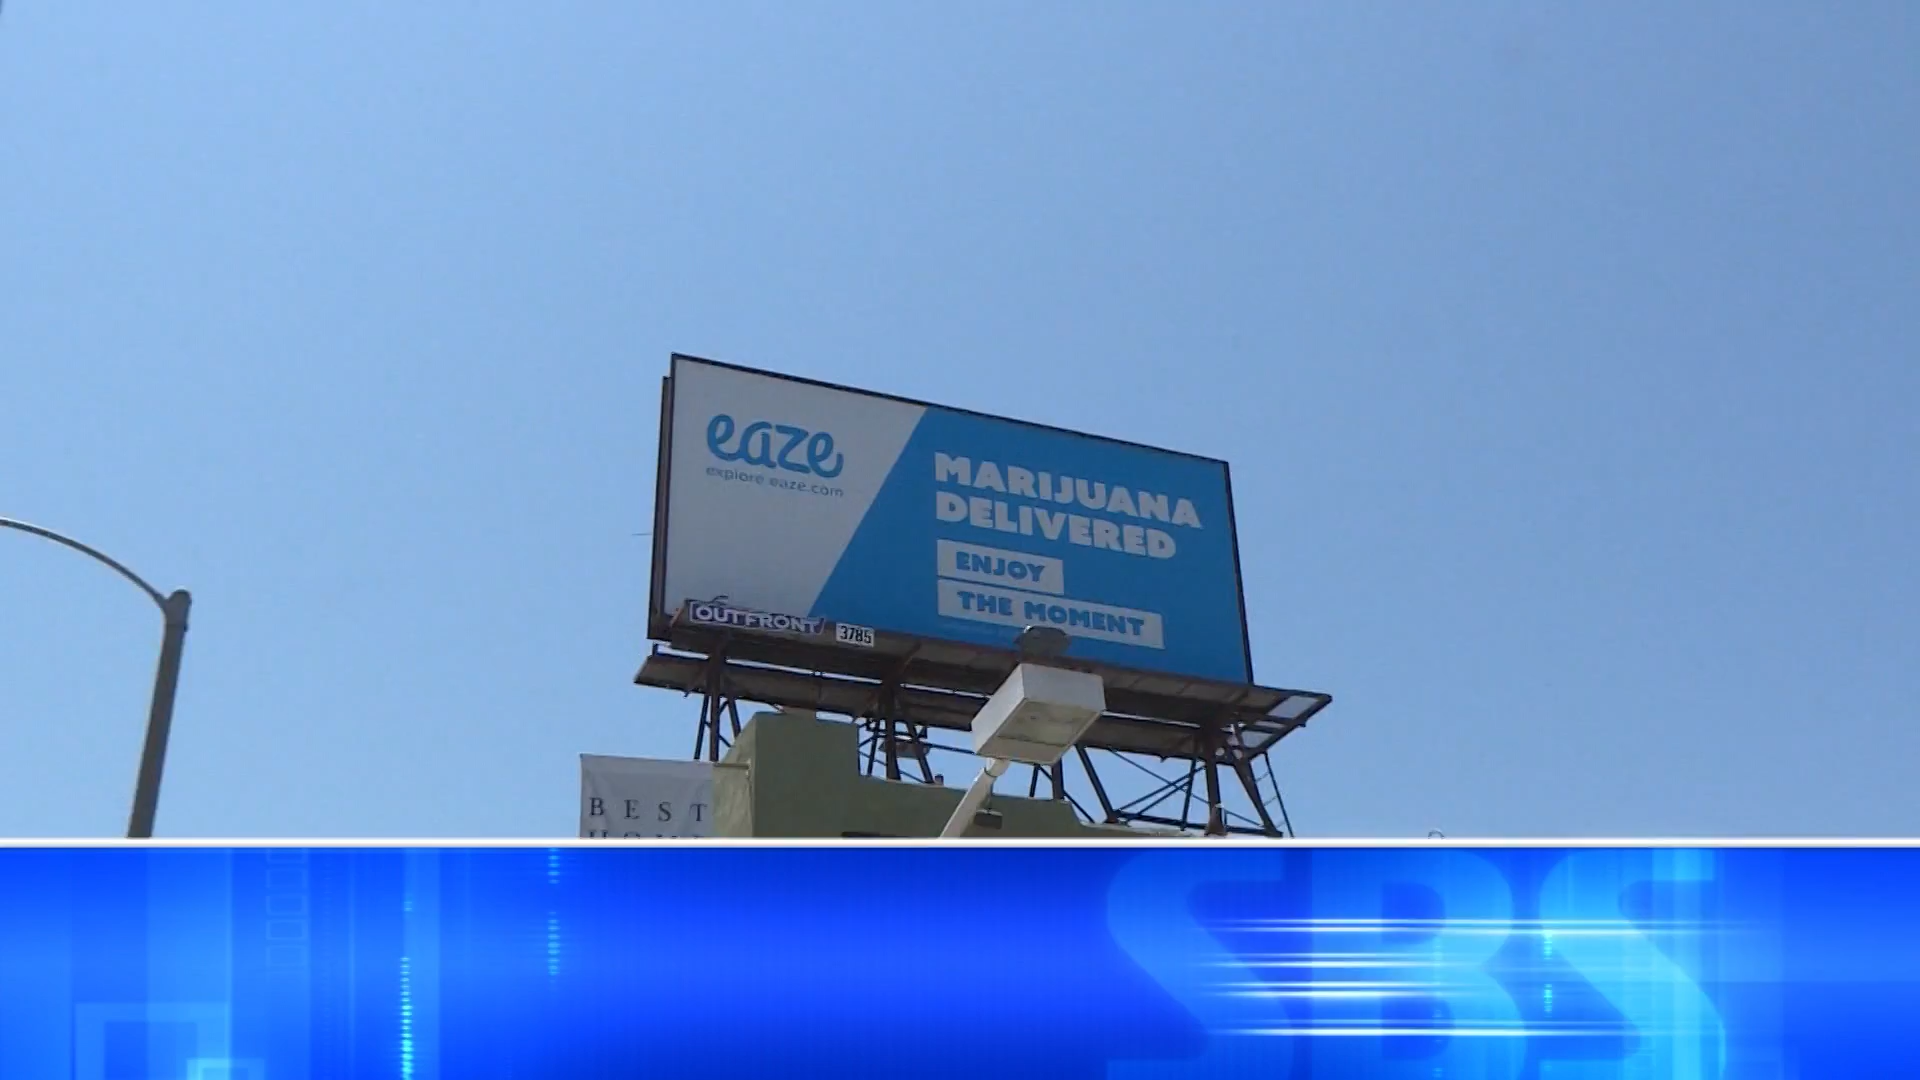 eaze
explore eaze.com
MARIJUANA
DELIVERED
ENJOY
THE MOMENT
OUTFRONT
3785
BEST
SBS